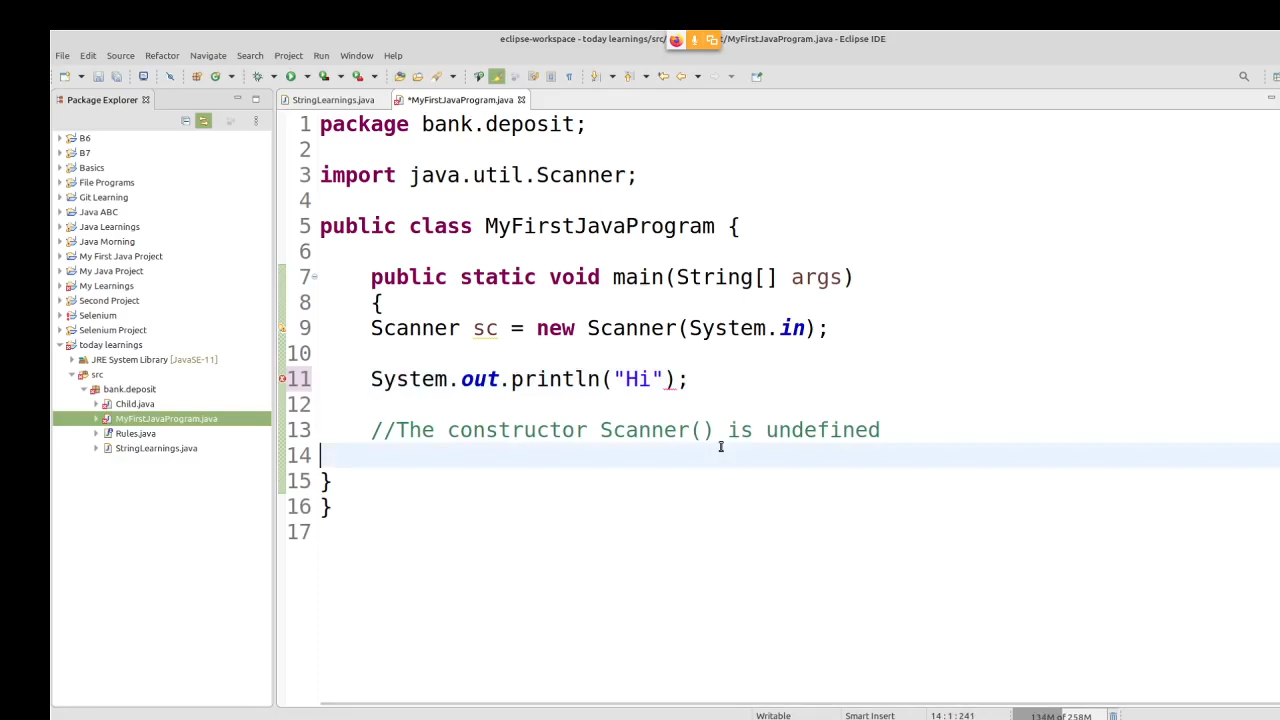 eclipse-workspace - today learnings/src/ t/MyFirstJavaProgram.java - Eclipse IDE
File Edit Source Refactor Navigate Search Project Run Window Help
Package Explorer
StringLearnings.java
*MyFirstJavaProgram.java
B6
B7
Basics
File Programs
Git Learning
Java ABC
Java Learnings
Java Morning
My First Java Project
My Java Project
My Learnings
Second Project
Selenium
Selenium Project
today learnings
JRE System Library [JavaSE-11]
src
bank.deposit
Child.java
MyFirstJavaProgram.java
Rules.java
StringLearnings.java
1 package bank.deposit;
2
3 import java.util.Scanner;
4
5 public class MyFirstJavaProgram {
6
7 public static void main(String[] args)
8 {
9 Scanner sc = new Scanner(System.in);
10
11 System.out.println("Hi");
12
13 //The constructor Scanner() is undefined
14
15 }
16 }
17
Writable Smart Insert 14 : 1 : 241 134M of 258M